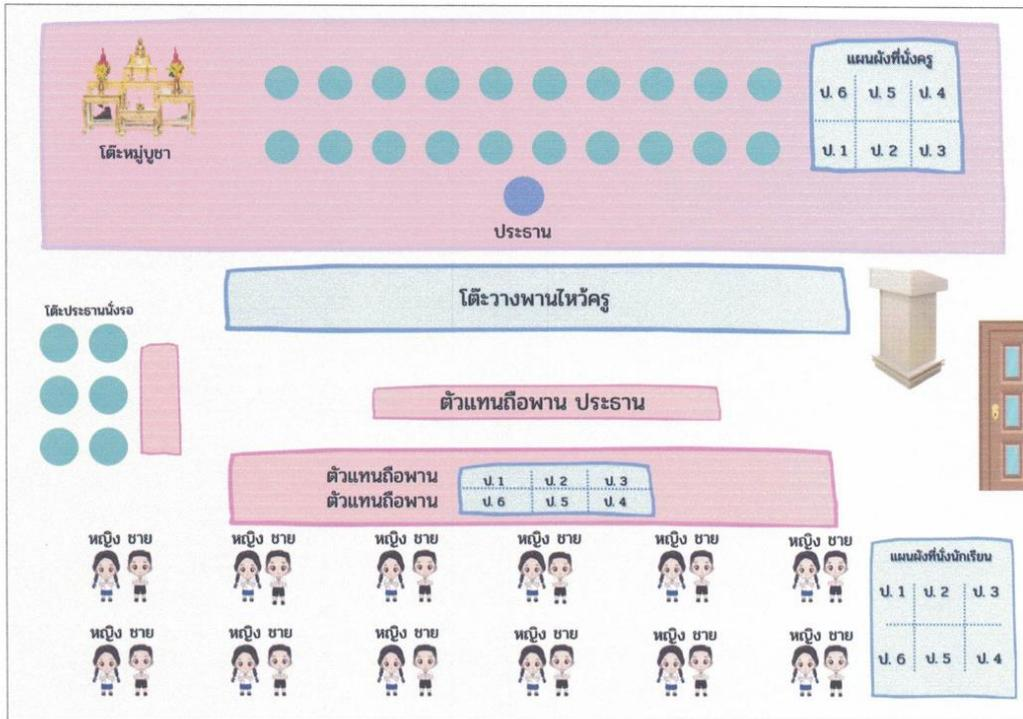 แผนผังที่นั่งครู
ป. 6 ป. 5 ป. 4
ป. 1 ป. 2 ป. 3
โต๊ะหมู่บูชา
ประธาน
โต๊ะวางพานไหว้ครู
โต๊ะประธานนั่งรอ
ตัวแทนถือพาน ประธาน
ตัวแทนถือพาน ป. 1 ป. 2 ป. 3
ตัวแทนถือพาน ป. 6 ป. 5 ป. 4
หญิง ชาย หญิง ชาย หญิง ชาย หญิง ชาย หญิง ชาย หญิง ชาย
แผนผังที่นั่งนักเรียน
ป. 1 ป. 2 ป. 3
หญิง ชาย หญิง ชาย หญิง ชาย หญิง ชาย หญิง ชาย หญิง ชาย
ป. 6 ป. 5 ป. 4